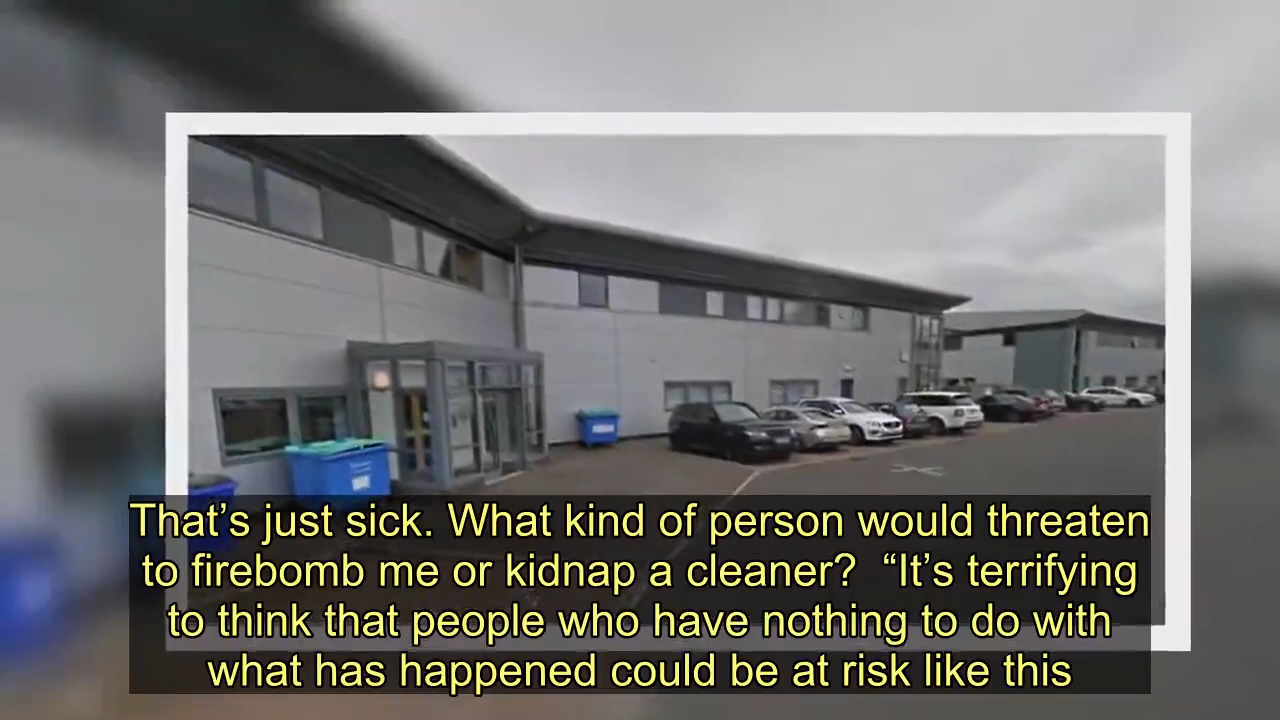 That’s just sick. What kind of person would threaten
to firebomb me or kidnap a cleaner?  “It’s terrifying
to think that people who have nothing to do with
what has happened could be at risk like this